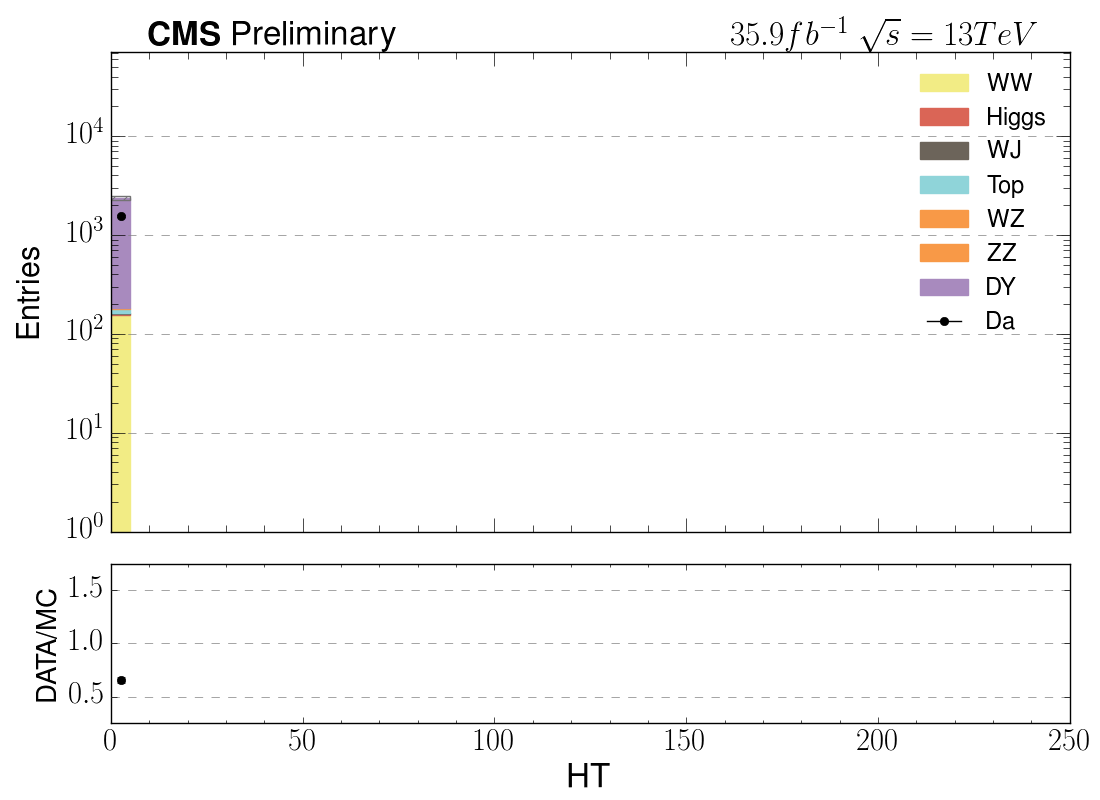 CMS Preliminary
35.9fb⁻¹ √s = 13TeV
WW
Higgs
WJ
Top
WZ
ZZ
DY
Da
Entries
10⁴
10³
10²
10¹
10⁰
DATA/MC
1.5
1.0
0.5
0 50 100 150 200 250
HT